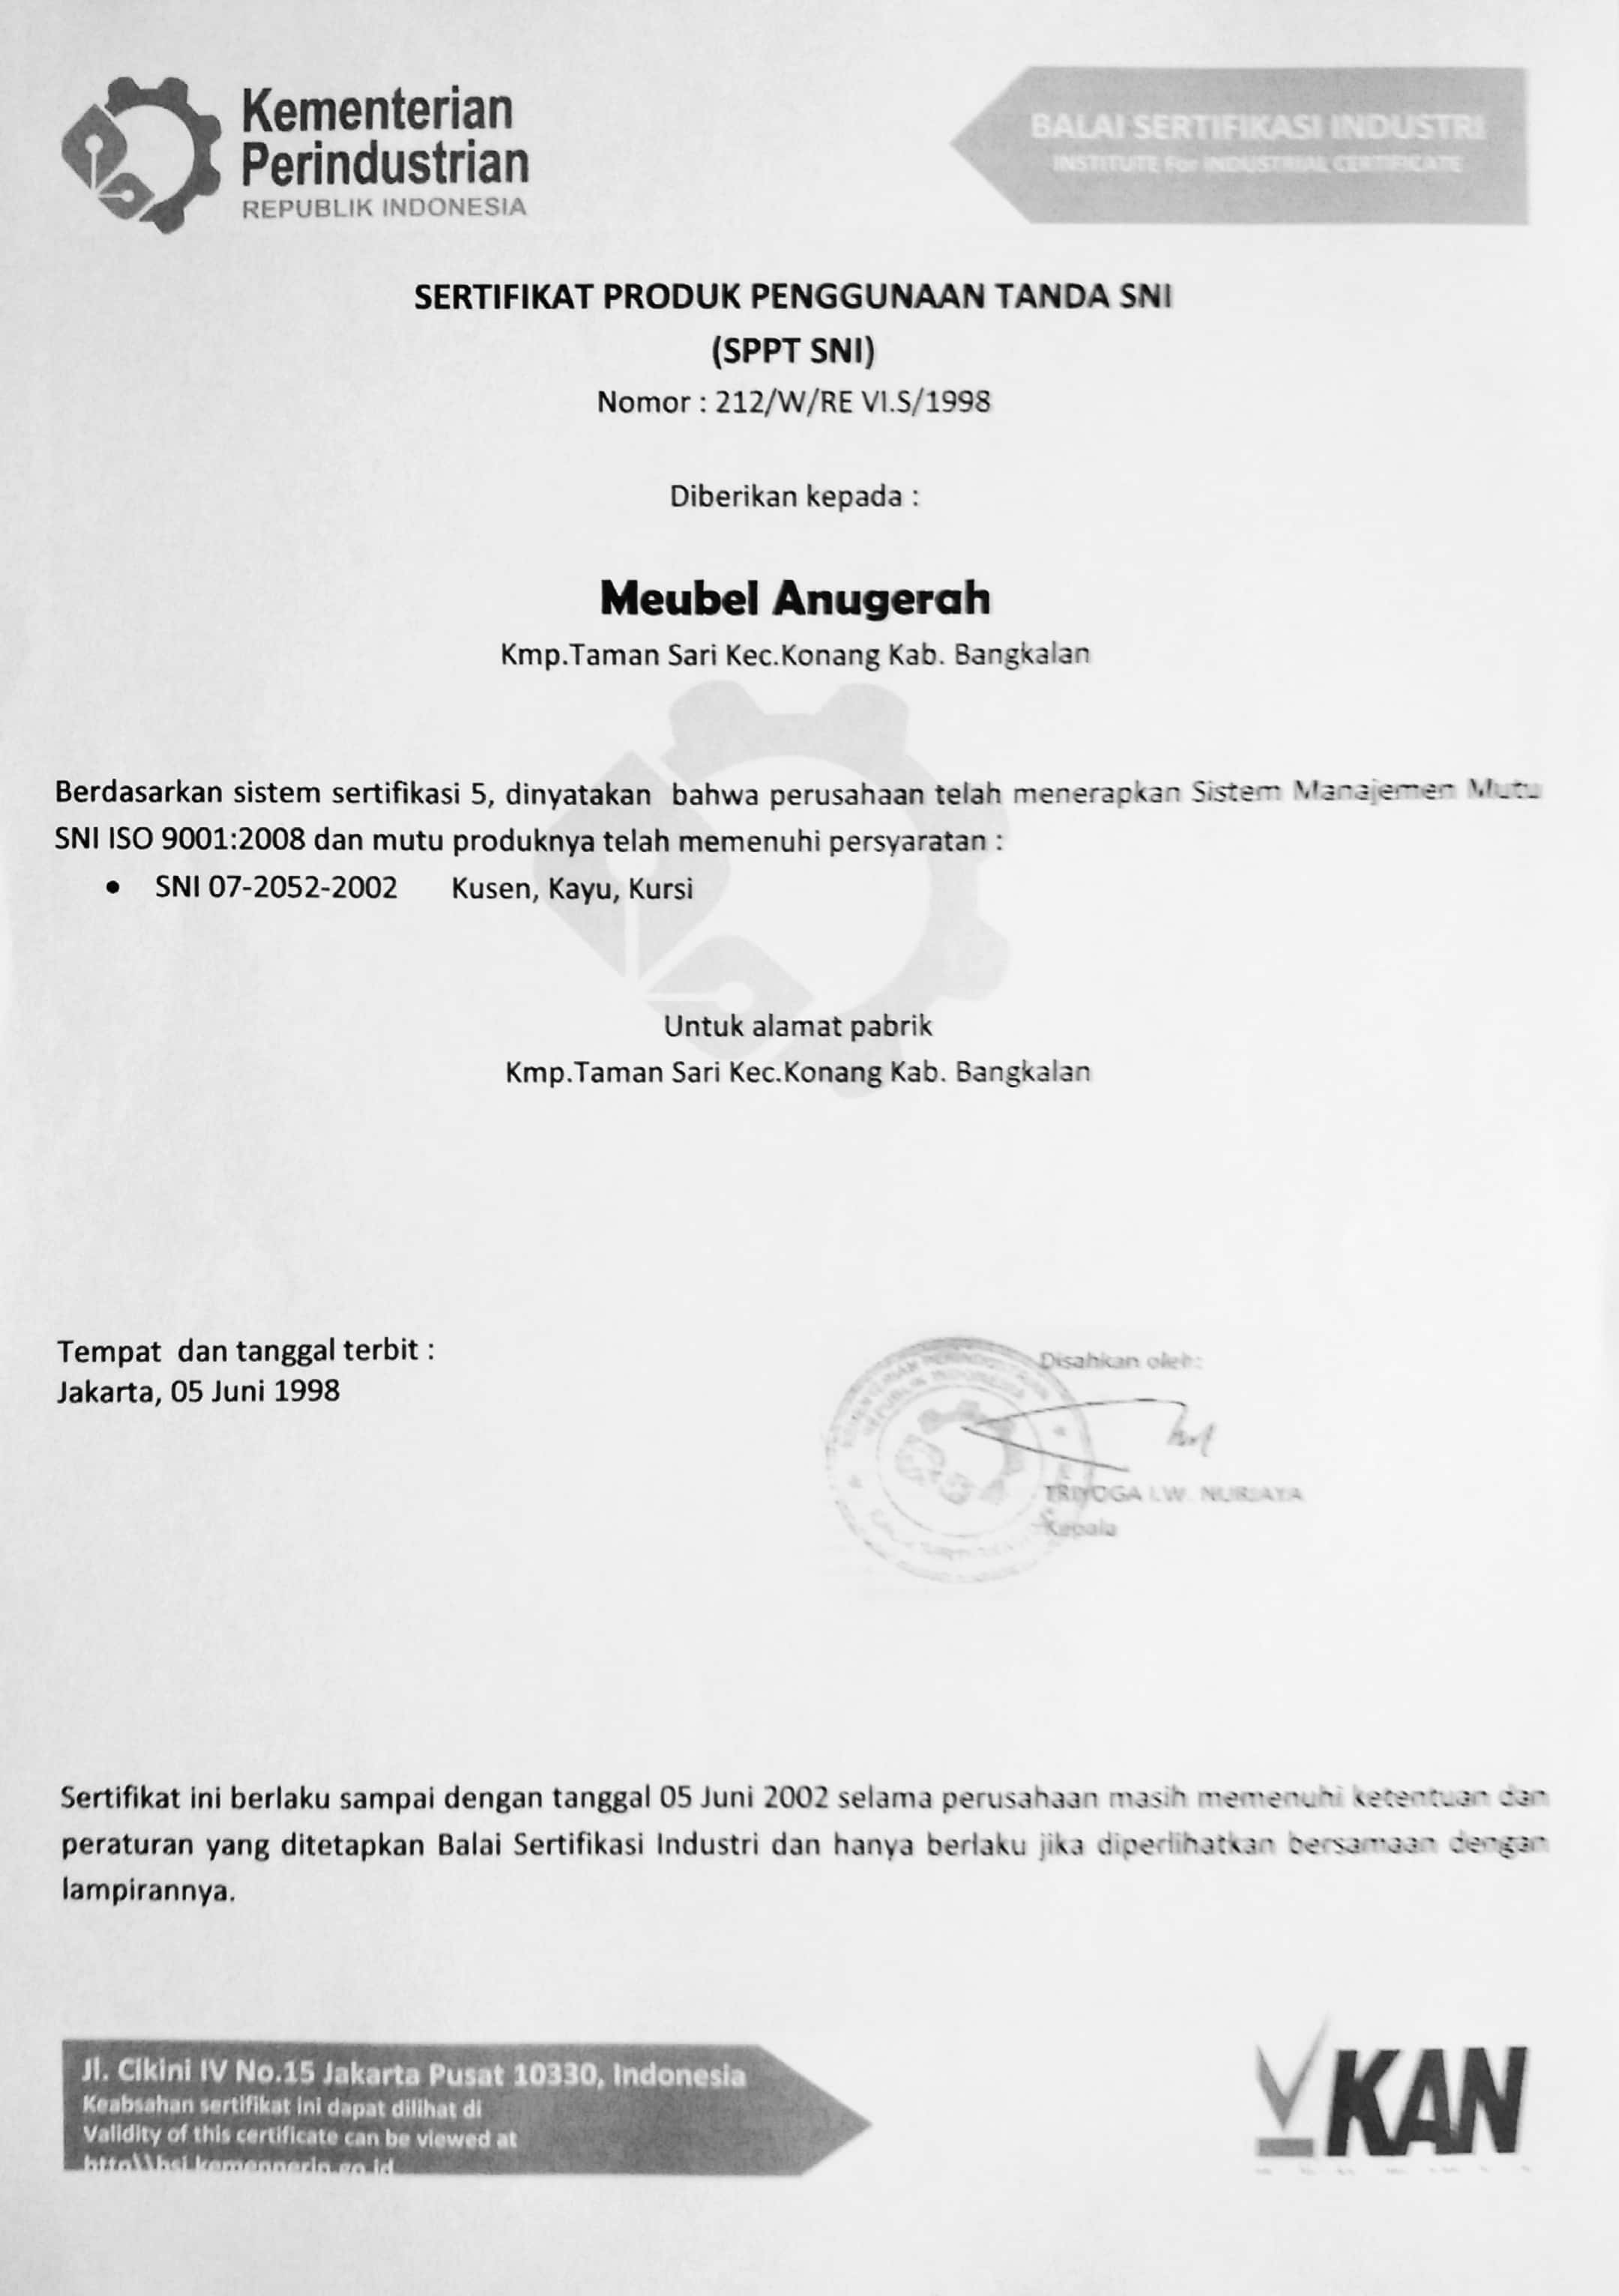 Kementerian
Perindustrian
REPUBLIK INDONESIA
BALAI SERTIFIKASI INDUSTRI
INSTITUTE For INDUSTRIAL CERTIFICATE
SERTIFIKAT PRODUK PENGGUNAAN TANDA SNI
(SPPT SNI)
Nomor : 212/W/RE VI.S/1998
Diberikan kepada :
Meubel Anugerah
Kmp.Taman Sari Kec.Konang Kab. Bangkalan
Berdasarkan sistem sertifikasi 5, dinyatakan bahwa perusahaan telah menerapkan Sistem Manajemen Mutu
SNI ISO 9001:2008 dan mutu produknya telah memenuhi persyaratan :
• SNI 07-2052-2002 Kusen, Kayu, Kursi
Untuk alamat pabrik
Kmp.Taman Sari Kec.Konang Kab. Bangkalan
Tempat dan tanggal terbit :
Jakarta, 05 Juni 1998
Disahkan oleh:
REPUBLIK INDONESIA
TRIYOGA I.W. NURJAYA
Kepala
Sertifikat ini berlaku sampai dengan tanggal 05 Juni 2002 selama perusahaan masih memenuhi ketentuan dan
peraturan yang ditetapkan Balai Sertifikasi Industri dan hanya berlaku jika diperlihatkan bersamaan dengan
lampirannya.
Jl. Cikini IV No.15 Jakarta Pusat 10330, Indonesia
Keabsahan sertifikat ini dapat dilihat di
Validity of this certificate can be viewed at
http\\bsi.kemenperin.go.id
KAN